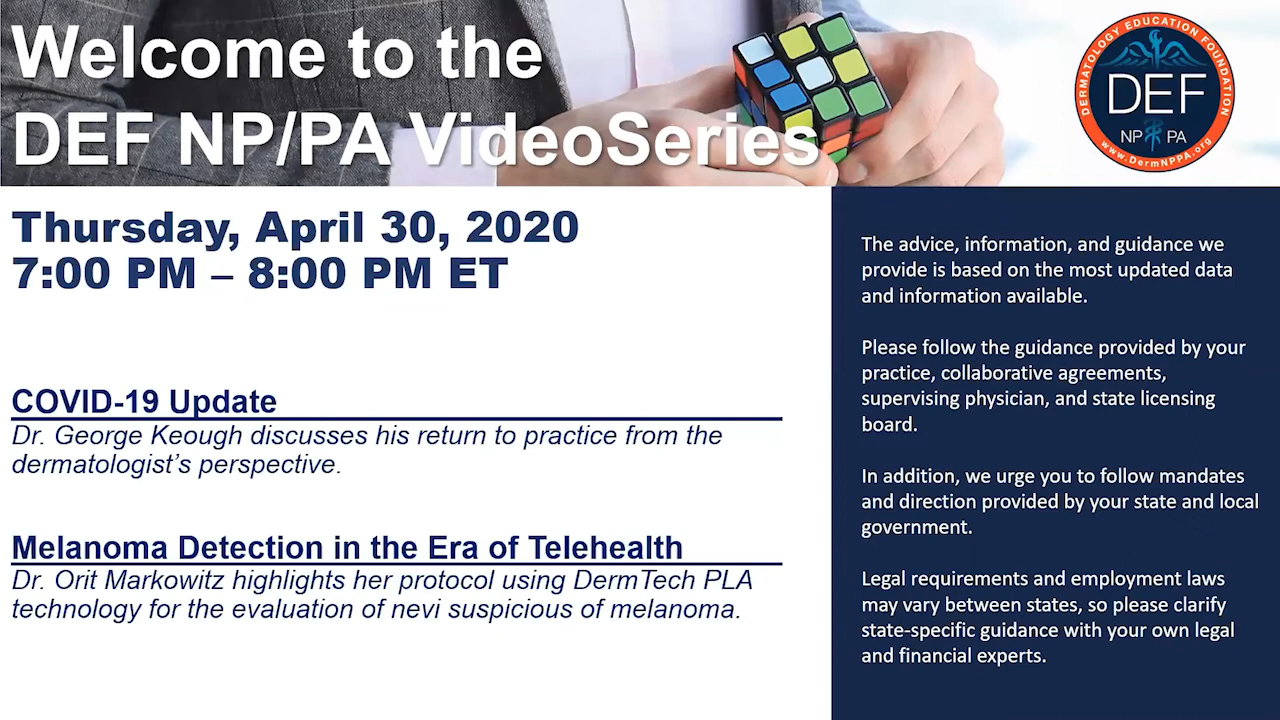 Welcome to the
DEF NP/PA VideoSeries
DERMATOLOGY EDUCATION FOUNDATION
DEF
NP PA
www.DermNPPA.org
Thursday, April 30, 2020
7:00 PM – 8:00 PM ET
COVID-19 Update
Dr. George Keough discusses his return to practice from the
dermatologist’s perspective.
Melanoma Detection in the Era of Telehealth
Dr. Orit Markowitz highlights her protocol using DermTech PLA
technology for the evaluation of nevi suspicious of melanoma.
The advice, information, and guidance we
provide is based on the most updated data
and information available.
Please follow the guidance provided by your
practice, collaborative agreements,
supervising physician, and state licensing
board.
In addition, we urge you to follow mandates
and direction provided by your state and local
government.
Legal requirements and employment laws
may vary between states, so please clarify
state-specific guidance with your own legal
and financial experts.